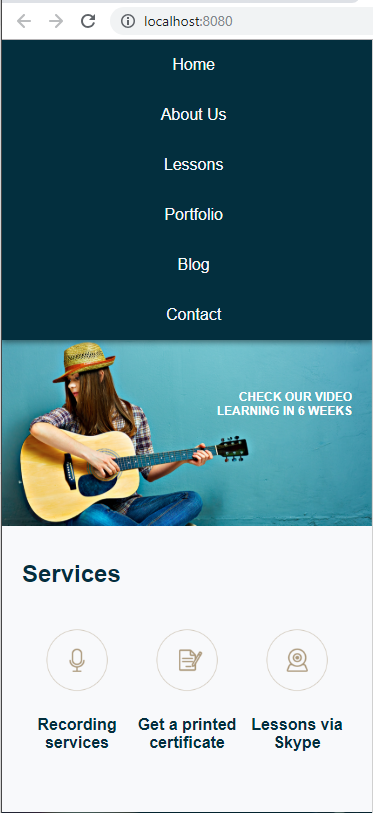 localhost:8080
Home
About Us
Lessons
Portfolio
Blog
Contact
CHECK OUR VIDEO
LEARNING IN 6 WEEKS
Services
Recording
services
Get a printed
certificate
Lessons via
Skype